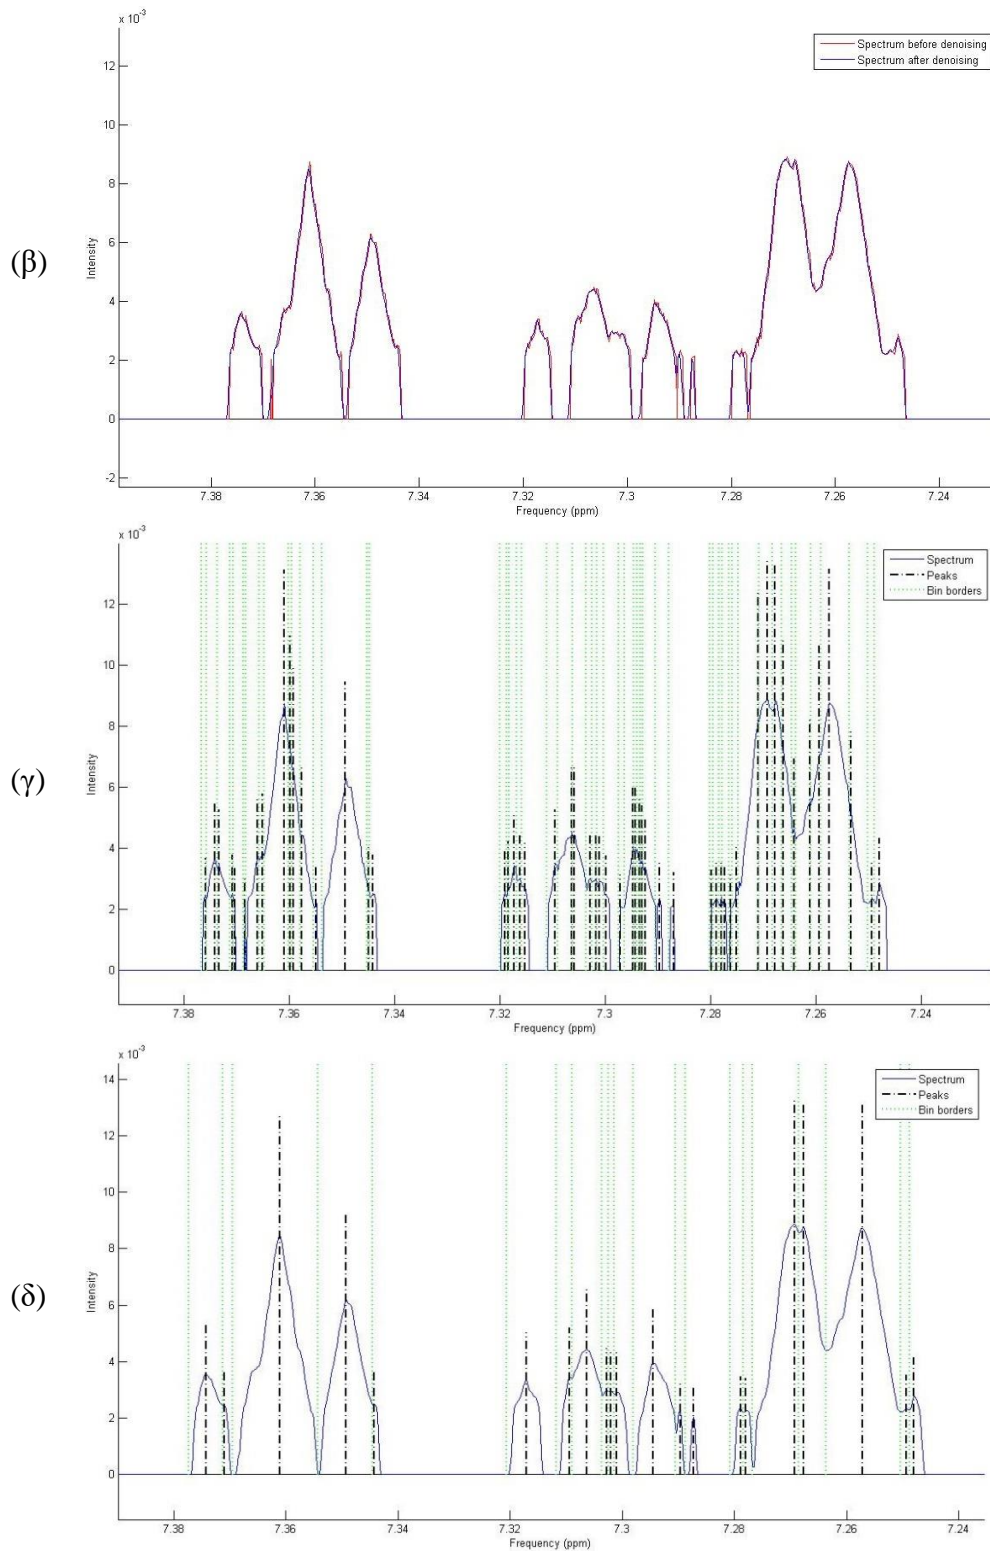 x 10-3
12
10
8
6
4
2
0
-2
Intensity
Spectrum before denoising
Spectrum after denoising
(β)
7.38 7.36 7.34 7.32 7.3 7.28 7.26 7.24
Frequency (ppm)
x 10-3
12
10
8
6
4
2
0
Intensity
Spectrum
Peaks
Bin borders
(γ)
7.38 7.36 7.34 7.32 7.3 7.28 7.26 7.24
Frequency (ppm)
x 10-3
14
12
10
8
6
4
2
0
Intensity
Spectrum
Peaks
Bin borders
(δ)
7.38 7.36 7.34 7.32 7.3 7.28 7.26 7.24
Frequency (ppm)